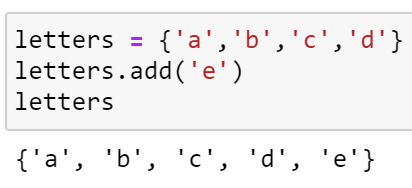 letters = {'a','b','c','d'}
letters.add('e')
letters
{'a', 'b', 'c', 'd', 'e'}